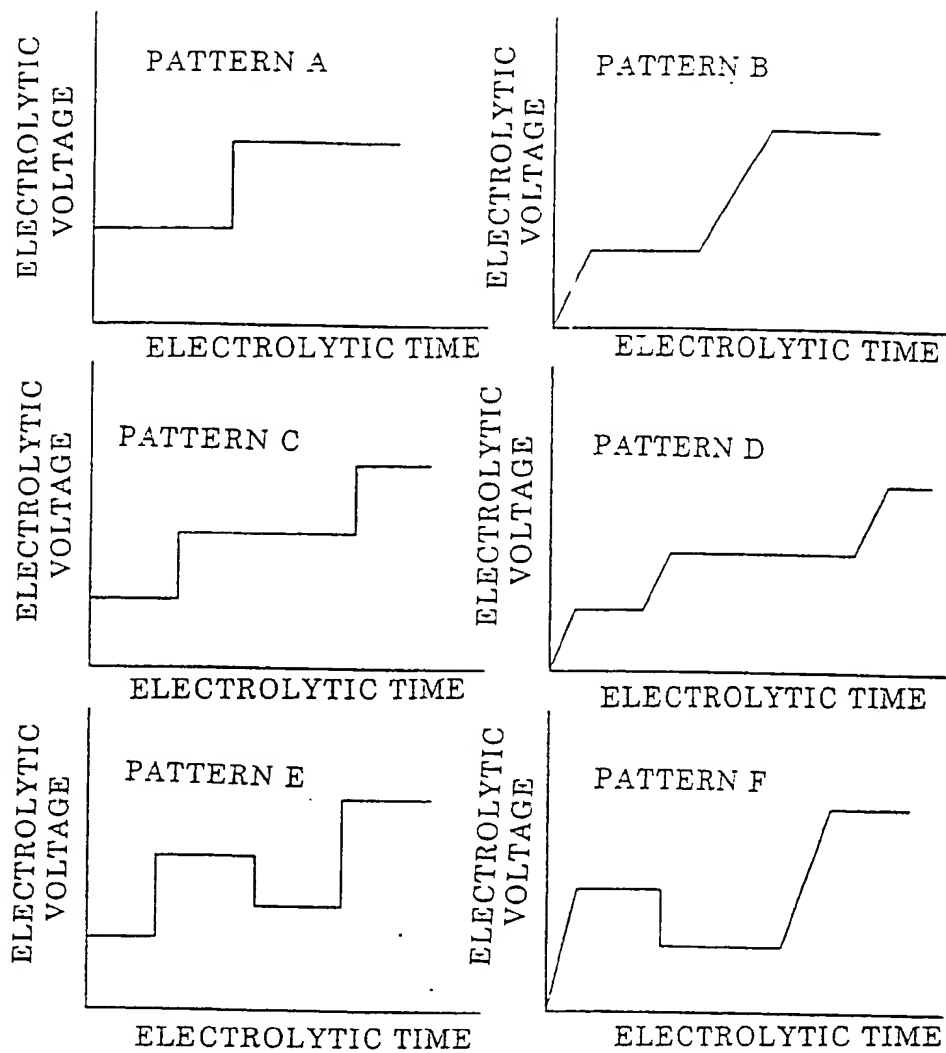 PATTERN A
ELECTROLYTIC
VOLTAGE
ELECTROLYTIC TIME
PATTERN B
ELECTROLYTIC
VOLTAGE
ELECTROLYTIC TIME
PATTERN C
ELECTROLYTIC
VOLTAGE
ELECTROLYTIC TIME
PATTERN D
ELECTROLYTIC
VOLTAGE
ELECTROLYTIC TIME
PATTERN E
ELECTROLYTIC
VOLTAGE
ELECTROLYTIC TIME
PATTERN F
ELECTROLYTIC
VOLTAGE
ELECTROLYTIC TIME